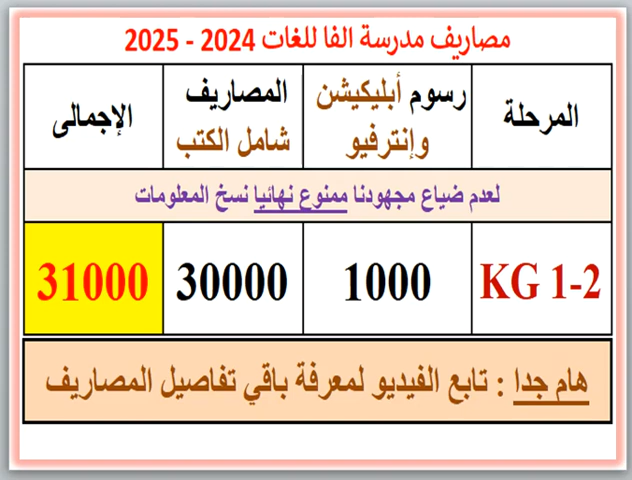 مصاريف مدرسة الفا للغات 2024 - 2025
المرحلة
رسوم أبليكيشن
وإنترفيو
المصاريف
شامل الكتب
الإجمالى
لعدم ضياع مجهودنا ممنوع نهائيا نسخ المعلومات
KG 1-2
1000
30000
31000
هام جدا : تابع الفيديو لمعرفة باقي تفاصيل المصاريف